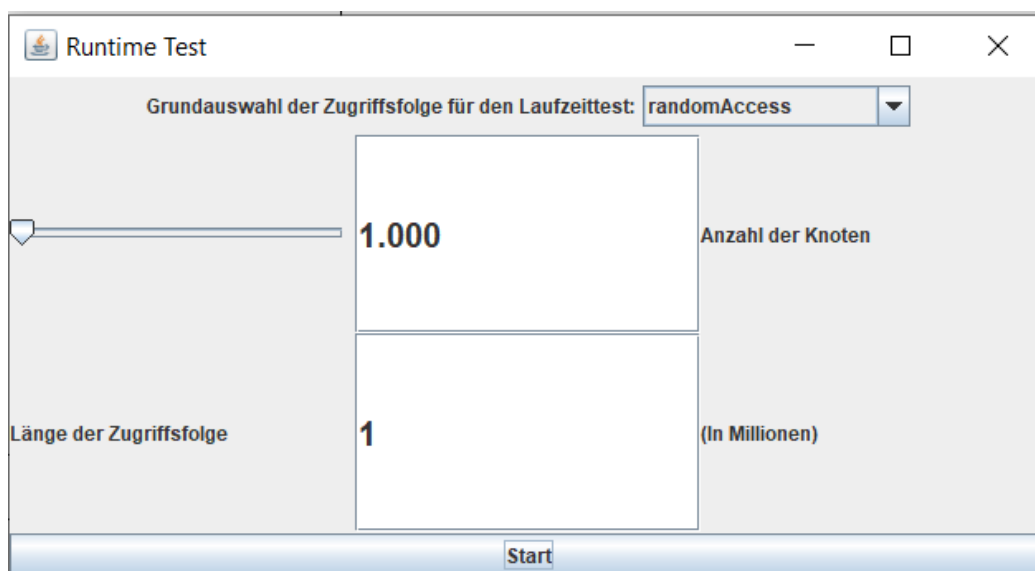 Runtime Test
Grundauswahl der Zugriffsfolge für den Laufzeittest: randomAccess
1.000 Anzahl der Knoten
Länge der Zugriffsfolge 1 (In Millionen)
Start